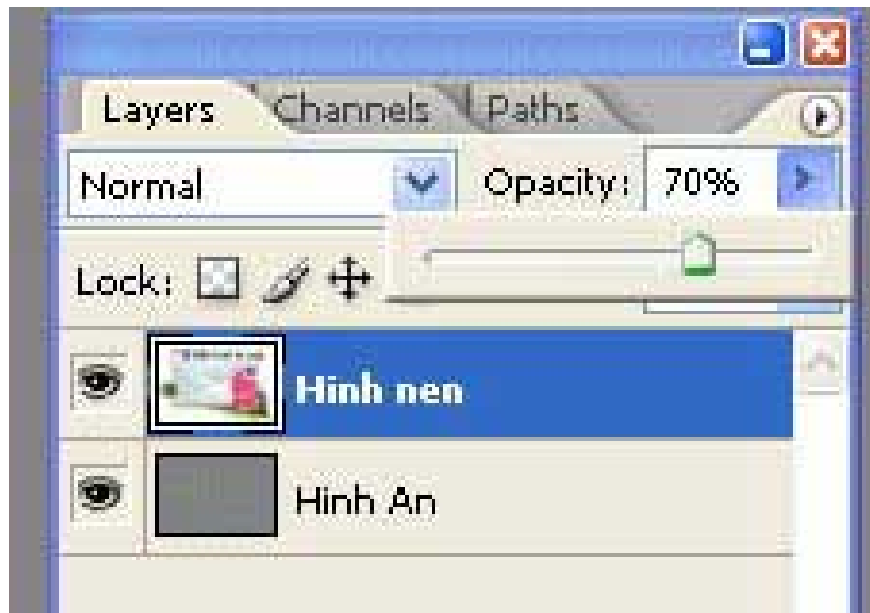 Layers Channels Paths
Normal Opacity: 70%
Lock:
Hinh nen
Hinh An